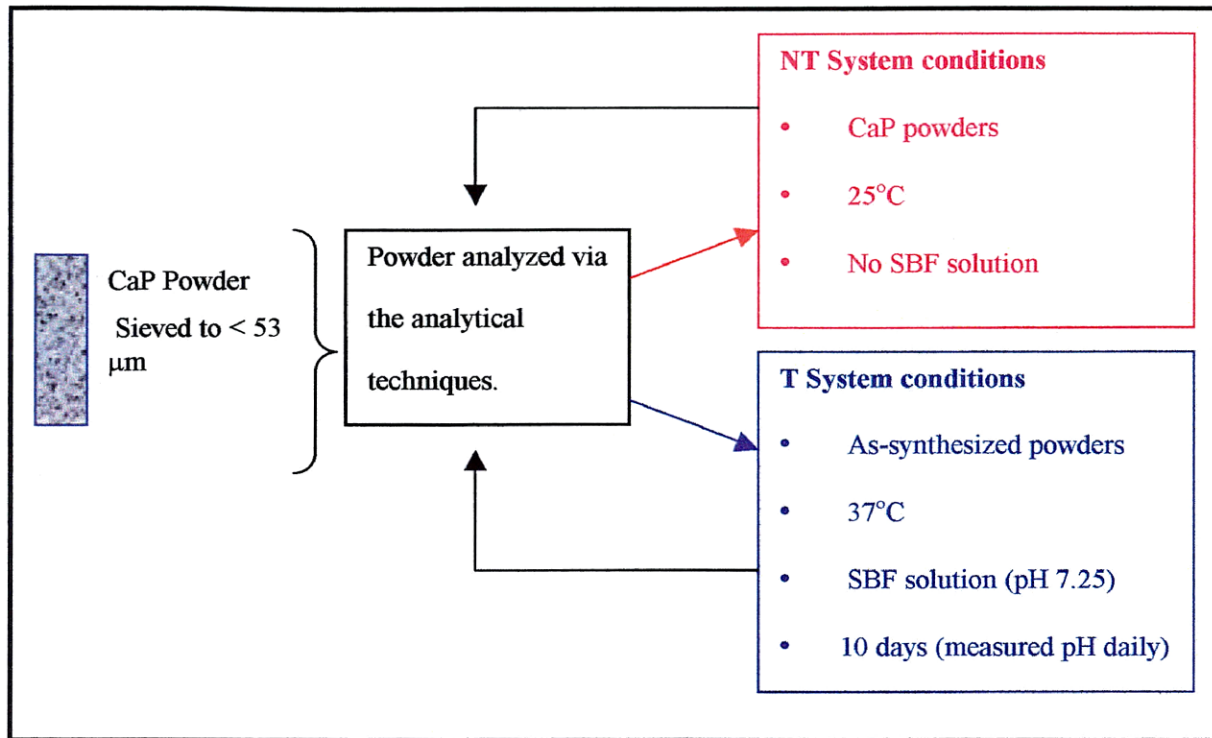 CaP Powder
Sieved to < 53
μm
Powder analyzed via
the analytical
techniques.
NT System conditions
• CaP powders
• 25°C
• No SBF solution
T System conditions
• As-synthesized powders
• 37°C
• SBF solution (pH 7.25)
• 10 days (measured pH daily)